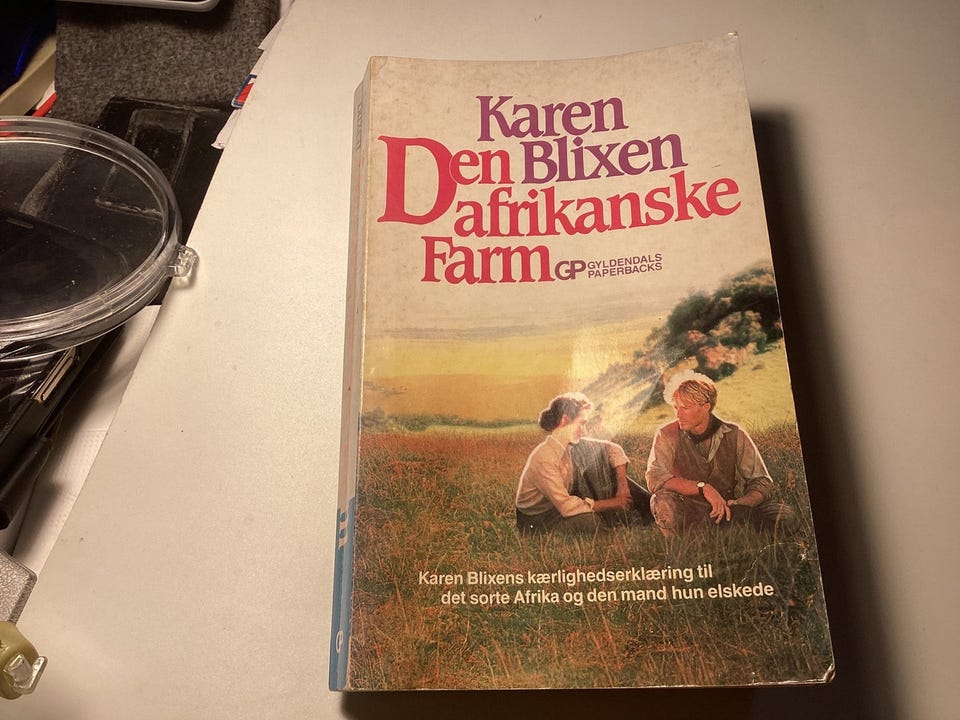 Karen
Den Blixen
afrikanske
Farm
GP GYLDENDALS
PAPERBACKS
Karen Blixens kærlighedserklæring til
det sorte Afrika og den mand hun elskede